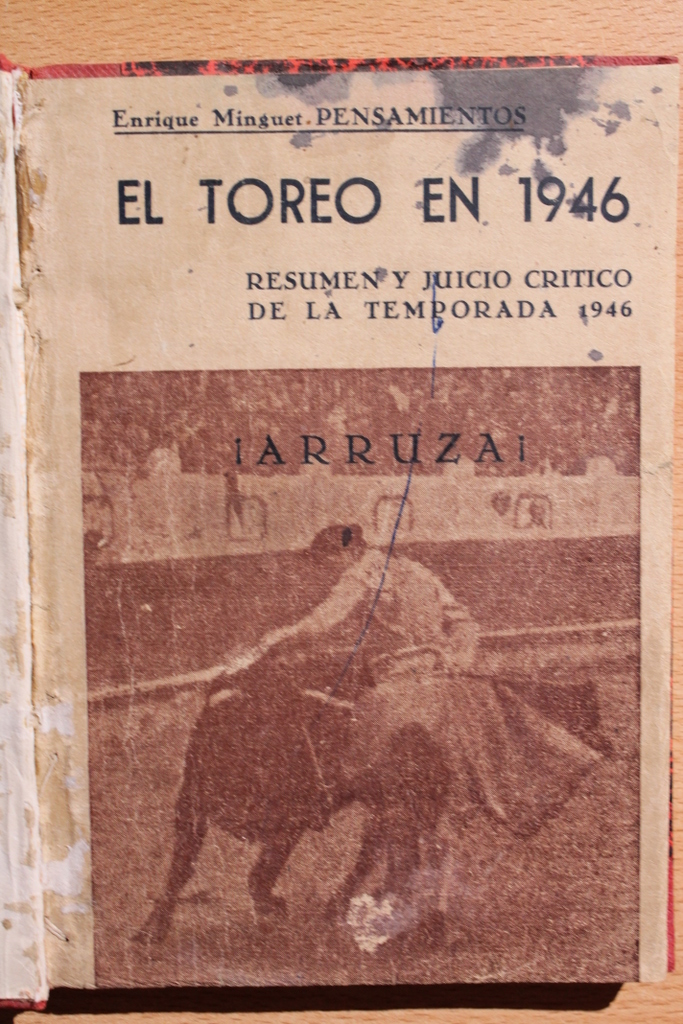 Enrique Minguet. PENSAMIENTOS
EL TOREO EN 1946
RESUMEN Y JUICIO CRITICO
DE LA TEMPORADA 1946
¡ARRUZA¡